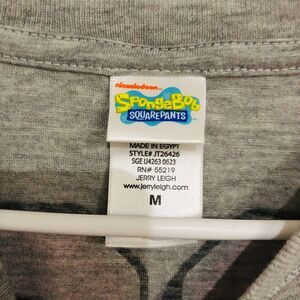 nickelodeon
SpongeBob
SQUAREPANTS
MADE IN EGYPT
STYLE# JT26426
SGE U4263 0623
RN# 55219
JERRY LEIGH
www.jerryleigh.com
M